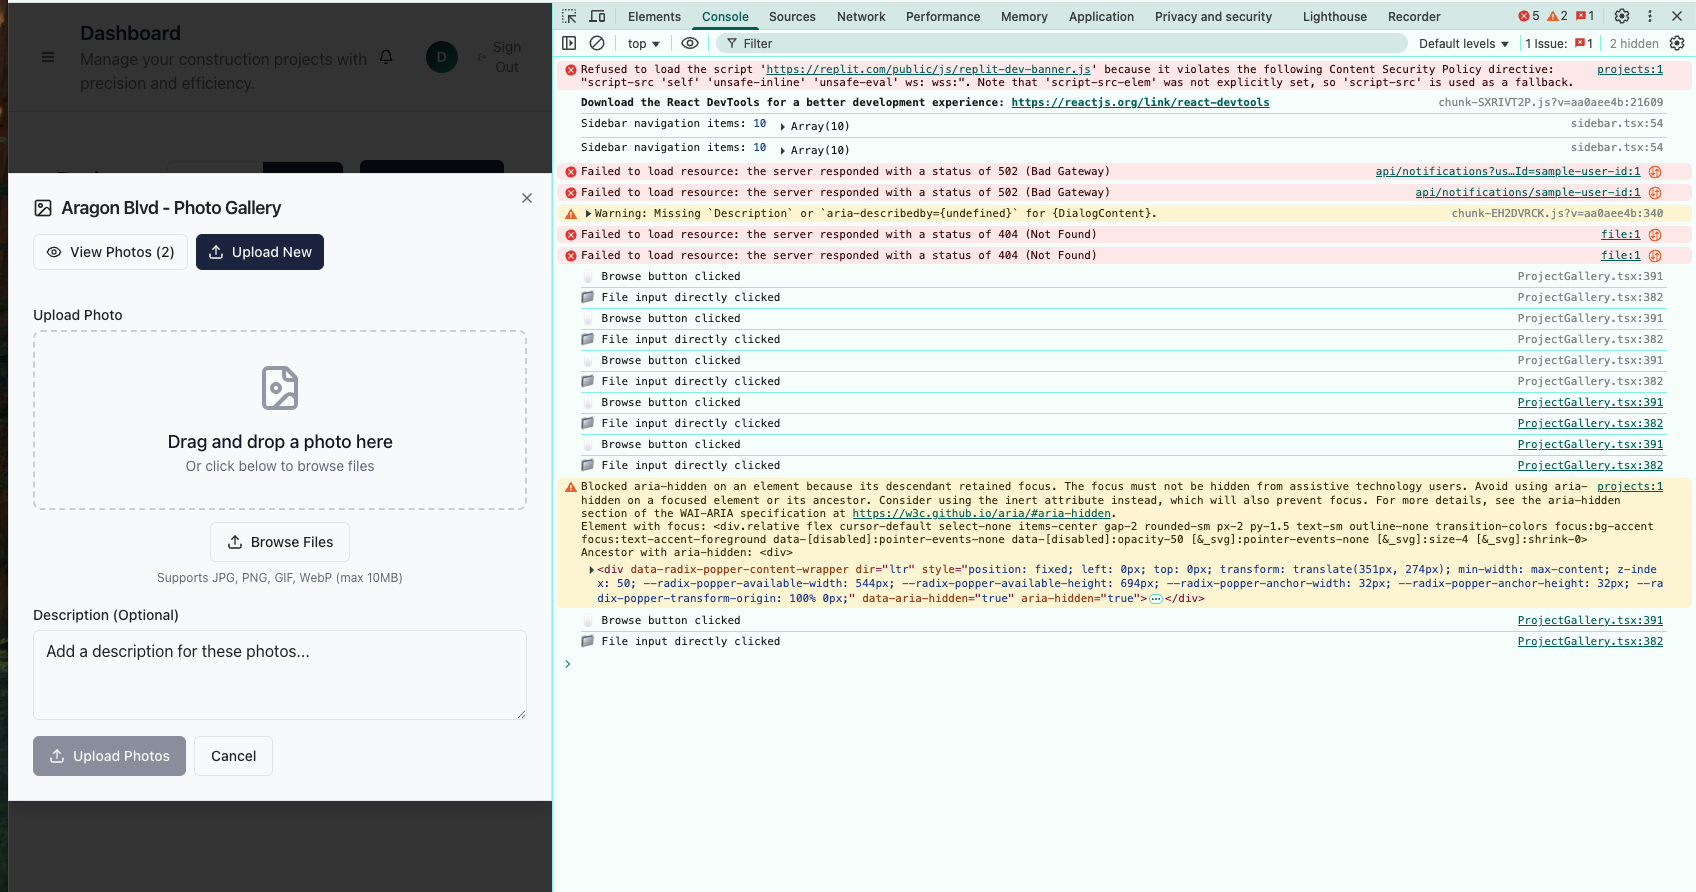 Dashboard
Manage your construction projects with
precision and efficiency.
D
Sign
Out
Aragon Blvd - Photo Gallery
View Photos (2)
Upload New
Upload Photo
Drag and drop a photo here
Or click below to browse files
Browse Files
Supports JPG, PNG, GIF, WebP (max 10MB)
Description (Optional)
Add a description for these photos...
Upload Photos
Cancel
Elements Console Sources Network Performance Memory Application Privacy and security Lighthouse Recorder 5 2 1
top Filter Default levels 1 Issue: 1 2 hidden
Refused to load the script 'https://replit.com/public/js/replit-dev-banner.js' because it violates the following Content Security Policy directive: projects:1
"script-src 'self' 'unsafe-inline' 'unsafe-eval' ws: wss:". Note that 'script-src-elem' was not explicitly set, so 'script-src' is used as a fallback.
Download the React DevTools for a better development experience: https://reactjs.org/link/react-devtools chunk-SXRIVT2P.js?v=aa0aee4b:21609
Sidebar navigation items: 10 Array(10) sidebar.tsx:54
Sidebar navigation items: 10 Array(10) sidebar.tsx:54
Failed to load resource: the server responded with a status of 502 (Bad Gateway) api/notifications?us…Id=sample-user-id:1
Failed to load resource: the server responded with a status of 502 (Bad Gateway) api/notifications/sample-user-id:1
Warning: Missing `Description` or `aria-describedby={undefined}` for {DialogContent}. chunk-EH2DVRCK.js?v=aa0aee4b:340
Failed to load resource: the server responded with a status of 404 (Not Found) file:1
Failed to load resource: the server responded with a status of 404 (Not Found) file:1
Browse button clicked ProjectGallery.tsx:391
File input directly clicked ProjectGallery.tsx:382
Browse button clicked ProjectGallery.tsx:391
File input directly clicked ProjectGallery.tsx:382
Browse button clicked ProjectGallery.tsx:391
File input directly clicked ProjectGallery.tsx:382
Browse button clicked ProjectGallery.tsx:391
File input directly clicked ProjectGallery.tsx:382
Browse button clicked ProjectGallery.tsx:391
File input directly clicked ProjectGallery.tsx:382
Blocked aria-hidden on an element because its descendant retained focus. The focus must not be hidden from assistive technology users. Avoid using aria- projects:1
hidden on a focused element or its ancestor. Consider using the inert attribute instead, which will also prevent focus. For more details, see the aria-hidden
section of the WAI-ARIA specification at https://w3c.github.io/aria/#aria-hidden.
Element with focus: <div.relative flex cursor-default select-none items-center gap-2 rounded-sm px-2 py-1.5 text-sm outline-none transition-colors focus:bg-accent
focus:text-accent-foreground data-[disabled]:pointer-events-none data-[disabled]:opacity-50 [&_svg]:pointer-events-none [&_svg]:size-4 [&_svg]:shrink-0>
Ancestor with aria-hidden: <div>
<div data-radix-popper-content-wrapper dir="ltr" style="position: fixed; left: 0px; top: 0px; transform: translate(351px, 274px); min-width: max-content; z-inde
x: 50; --radix-popper-available-width: 544px; --radix-popper-available-height: 694px; --radix-popper-anchor-width: 32px; --radix-popper-anchor-height: 32px; --ra
dix-popper-transform-origin: 100% 0px;" data-aria-hidden="true" aria-hidden="true">…</div>
Browse button clicked ProjectGallery.tsx:391
File input directly clicked ProjectGallery.tsx:382